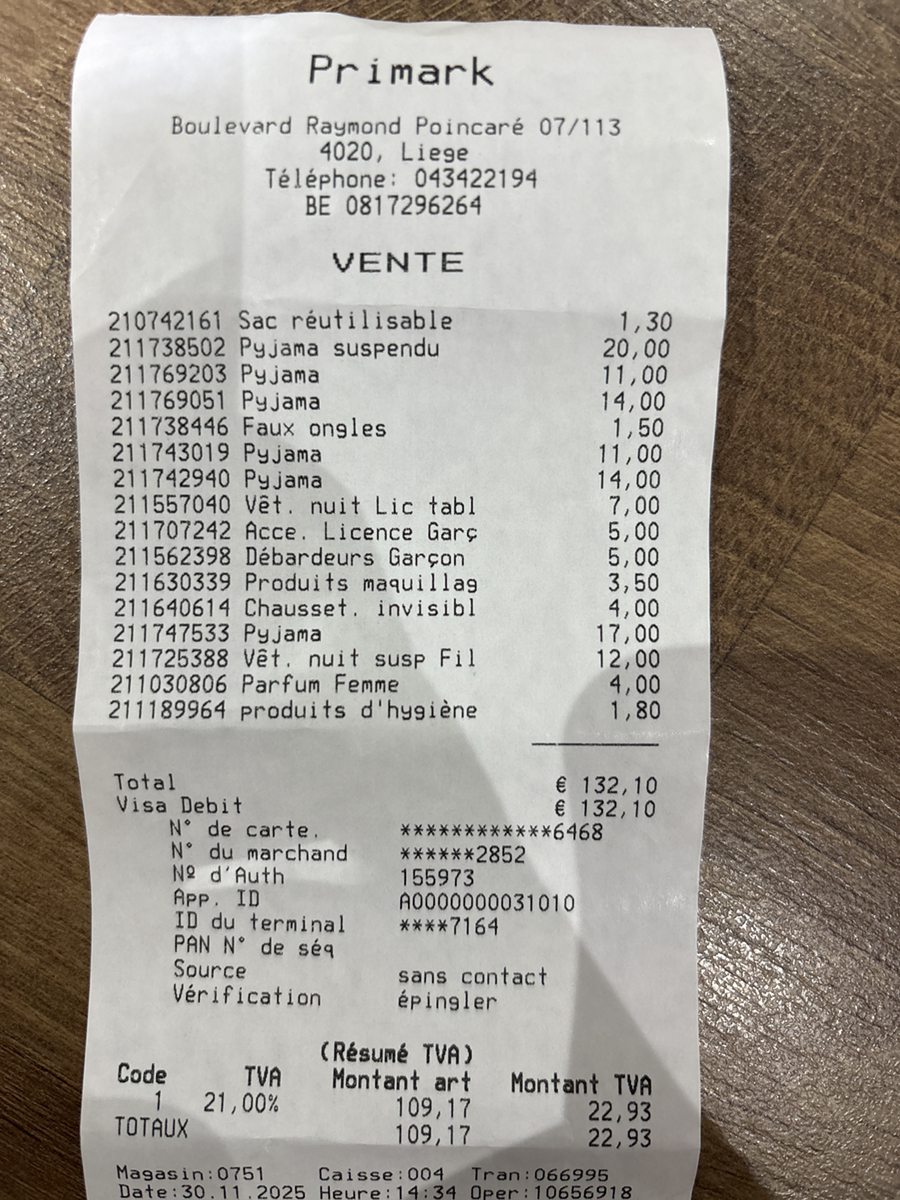 Primark
Boulevard Raymond Poincaré 07/113
4020, Liege
Téléphone: 043422194
BE 0817296264
VENTE
210742161 Sac réutilisable 1,30
211738502 Pyjama suspendu 20,00
211769203 Pyjama 11,00
211769051 Pyjama 14,00
211738446 Faux ongles 1,50
211743019 Pyjama 11,00
211742940 Pyjama 14,00
211557040 Vêt. nuit Lic tabl 7,00
211707242 Acce. Licence Garç 5,00
211562398 Débardeurs Garçon 5,00
211630339 Produits maquillag 3,50
211640614 Chausset. invisibl 4,00
211747533 Pyjama 17,00
211725388 Vêt. nuit susp Fil 12,00
211030806 Parfum Femme 4,00
211189964 produits d'hygiène 1,80
Total € 132,10
Visa Debit € 132,10
N° de carte. ************6468
N° du marchand ******2852
Nº d'Auth 155973
App. ID A0000000031010
ID du terminal ****7164
PAN N° de séq
Source sans contact
Vérification épingler
(Résumé TVA)
Code TVA Montant art Montant TVA
1 21,00% 109,17 22,93
TOTAUX 109,17 22,93
Magasin:0751 Caisse:004 Tran:066995
Date:30.11.2025 Heure:14:34 Oper:10656918